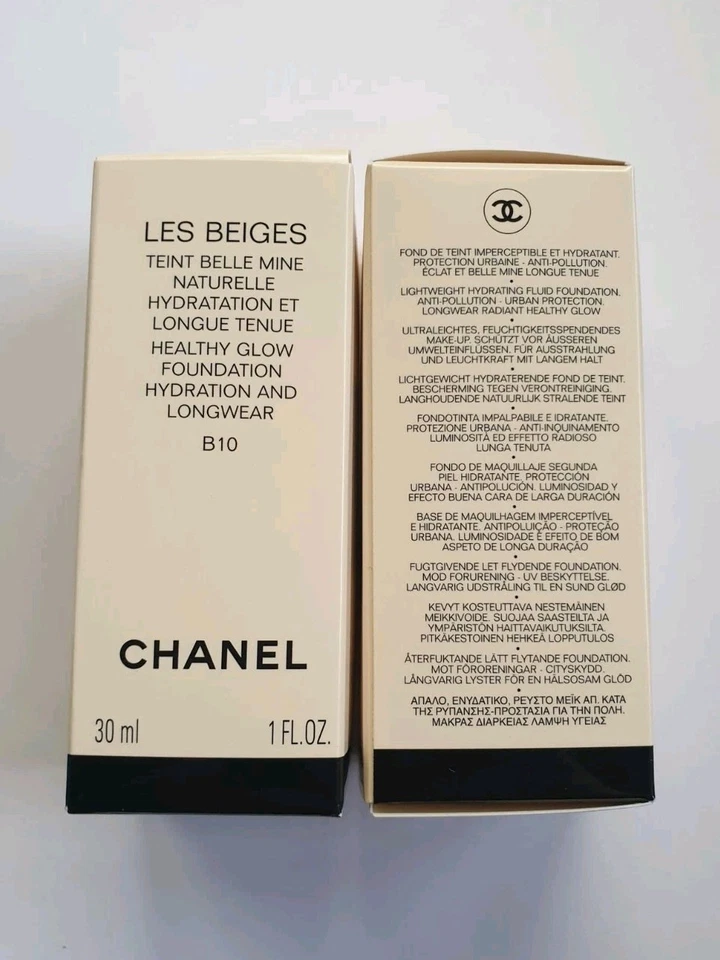 LES BEIGES
TEINT BELLE MINE
NATURELLE
HYDRATATION ET
LONGUE TENUE
HEALTHY GLOW
FOUNDATION
HYDRATION AND
LONGWEAR
B10
CHANEL
30 ml 1 FL.OZ.
FOND DE TEINT IMPERCEPTIBLE ET HYDRATANT.
PROTECTION URBAINE - ANTI-POLLUTION.
ÉCLAT ET BELLE MINE LONGUE TENUE
•
LIGHTWEIGHT HYDRATING FLUID FOUNDATION.
ANTI-POLLUTION - URBAN PROTECTION.
LONGWEAR RADIANT HEALTHY GLOW
•
ULTRALEICHTES, FEUCHTIGKEITSSPENDENDES
MAKE-UP. SCHÜTZT VOR ÄUSSEREN
UMWELTEINFLÜSSEN. FÜR AUSSTRAHLUNG
UND LEUCHTKRAFT MIT LANGEM HALT
•
LICHTGEWICHT HYDRATERENDE FOND DE TEINT.
BESCHERMING TEGEN VERONTREINIGING.
LANGHOUDENDE NATUURLIJK STRALENDE TEINT
•
FONDOTINTA IMPALPABILE E IDRATANTE.
PROTEZIONE URBANA - ANTI-INQUINAMENTO
LUMINOSITÀ ED EFFETTO RADIOSO
LUNGA TENUTA
•
FONDO DE MAQUILLAJE SEGUNDA
PIEL HIDRATANTE. PROTECCIÓN
URBANA - ANTIPOLUCIÓN. LUMINOSIDAD Y
EFECTO BUENA CARA DE LARGA DURACIÓN
•
BASE DE MAQUILHAGEM IMPERCEPTÍVEL
E HIDRATANTE. ANTIPOLUIÇÃO - PROTEÇÃO
URBANA. LUMINOSIDADE E EFEITO DE BOM
ASPETO DE LONGA DURAÇÃO
•
FUGTGIVENDE LET FLYDENDE FOUNDATION.
MOD FORURENING - UV BESKYTTELSE.
LANGVARIG UDSTRÅLING TIL EN SUND GLØD
•
KEVYT KOSTEUTTAVA NESTEMÄINEN
MEIKKIVOIDE. SUOJAA SAASTEILTA JA
YMPÄRISTÖN HAITTAVAIKUTUKSILTA.
PITKÄKESTOINEN HEHKEÄ LOPPUTULOS
•
ÅTERFUKTANDE LÄTT FLYTANDE FOUNDATION.
MOT FÖRORENINGAR - CITYSKYDD.
LÅNGVARIG LYSTER FÖR EN HÄLSOSAM GLÖD
•
ΑΠΑΛΟ, ΕΝΥΔΑΤΙΚΟ, ΡΕΥΣΤΟ ΜΕΪΚ ΑΠ. ΚΑΤΑ
ΤΗΣ ΡΥΠΑΝΣΗΣ-ΠΡΟΣΤΑΣΙΑ ΓΙΑ ΤΗΝ ΠΟΛΗ.
ΜΑΚΡΑΣ ΔΙΑΡΚΕΙΑΣ ΛΑΜΨΗ ΥΓΕΙΑΣ